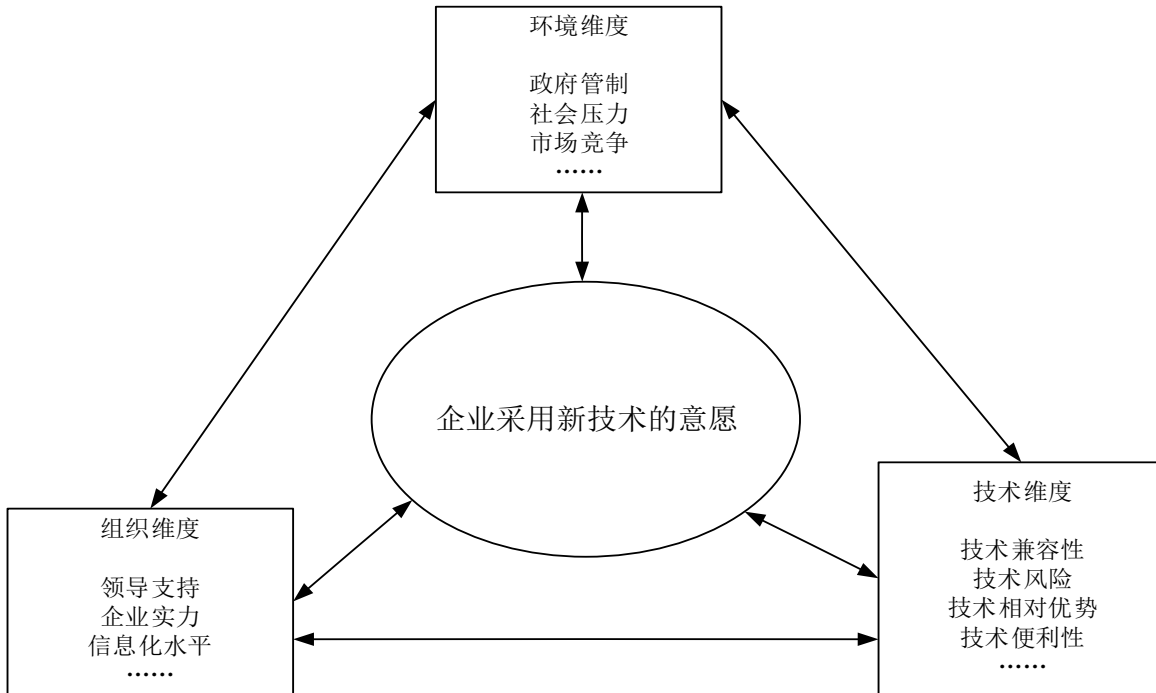 环境维度
政府管制
社会压力
市场竞争
……
企业采用新技术的意愿
组织维度
领导支持
企业实力
信息化水平
……
技术维度
技术兼容性
技术风险
技术相对优势
技术便利性
……